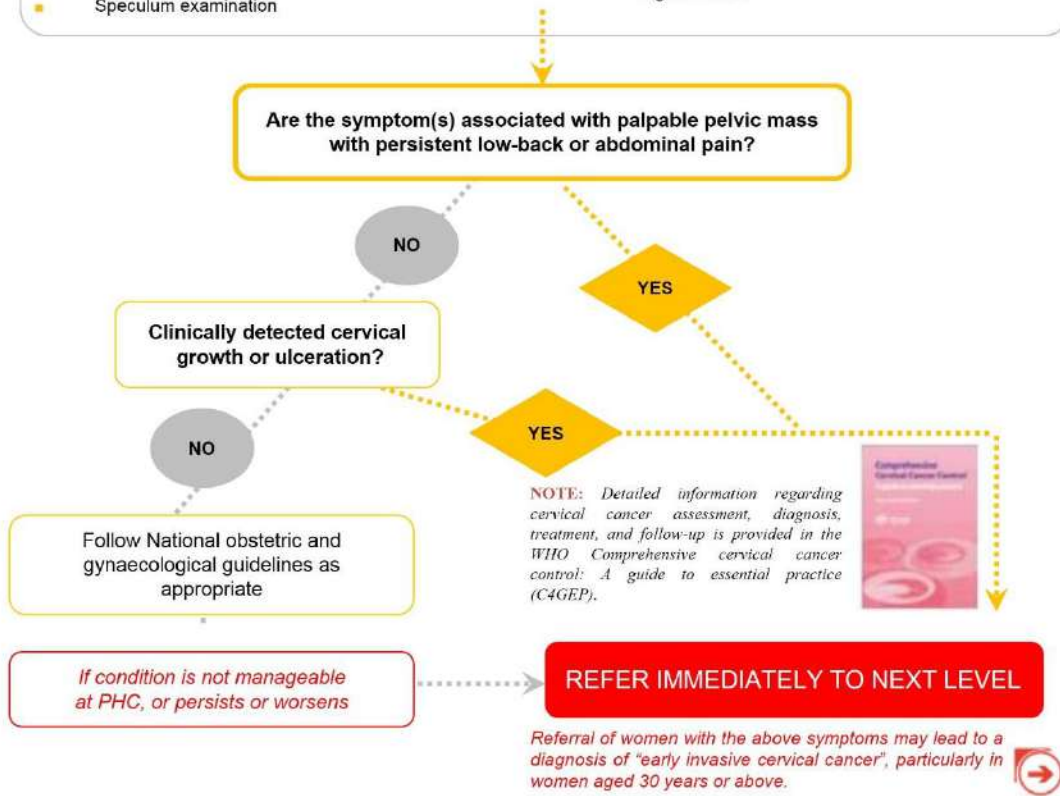 Speculum examination
Are the symptom(s) associated with palpable pelvic mass
with persistent low-back or abdominal pain?
NO
YES
Clinically detected cervical
growth or ulceration?
NO
YES
Comprehensive
Cervical Cancer Control
NOTE: Detailed information regarding
cervical cancer assessment, diagnosis,
treatment, and follow-up is provided in the
WHO Comprehensive cervical cancer
control: A guide to essential practice
(C4GEP).
Follow National obstetric and
gynaecological guidelines as
appropriate
If condition is not manageable
at PHC, or persists or worsens
REFER IMMEDIATELY TO NEXT LEVEL
Referral of women with the above symptoms may lead to a
diagnosis of “early invasive cervical cancer”, particularly in
women aged 30 years or above.